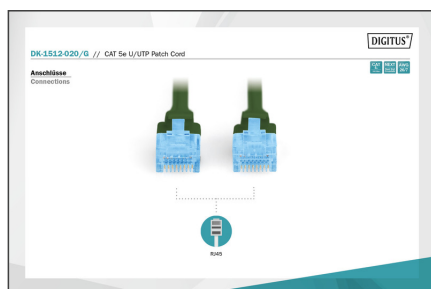 DIGITUS®
DK-1512-020/G // CAT 5e U/UTP Patch Cord
Anschlüsse
Connections
RJ45